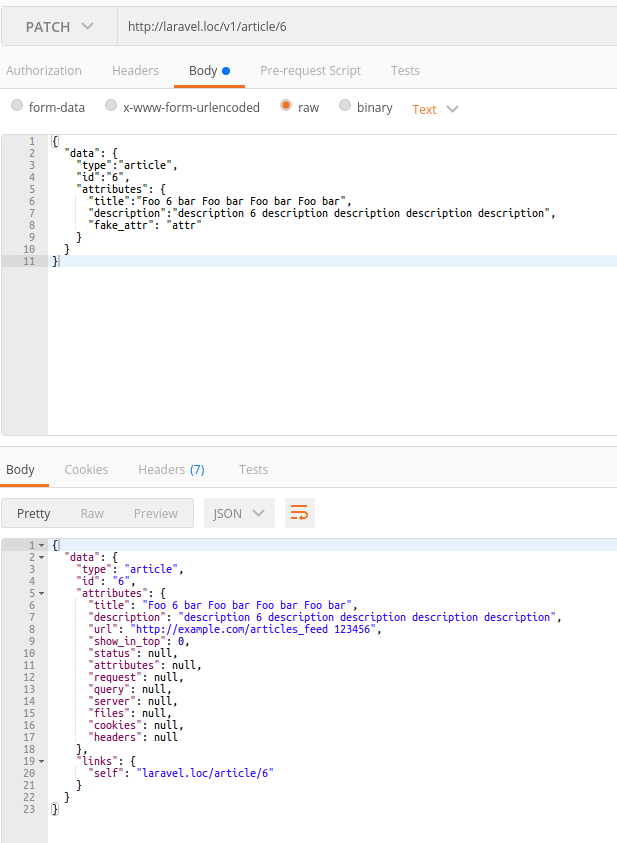 PATCH http://laravel.loc/v1/article/6
Authorization Headers Body Pre-request Script Tests
form-data x-www-form-urlencoded raw binary Text
1 {
2 "data": {
3 "type":"article",
4 "id":"6",
5 "attributes": {
6 "title":"Foo 6 bar Foo bar Foo bar Foo bar",
7 "description":"description 6 description description description description",
8 "fake_attr": "attr"
9 }
10 }
11 }
Body Cookies Headers (7) Tests
Pretty Raw Preview JSON
1 {
2 "data": {
3 "type": "article",
4 "id": "6",
5 "attributes": {
6 "title": "Foo 6 bar Foo bar Foo bar Foo bar",
7 "description": "description 6 description description description description",
8 "url": "http://example.com/articles_feed 123456",
9 "show_in_top": 0,
10 "status": null,
11 "attributes": null,
12 "request": null,
13 "query": null,
14 "server": null,
15 "files": null,
16 "cookies": null,
17 "headers": null
18 },
19 "links": {
20 "self": "laravel.loc/article/6"
21 }
22 }
23 }